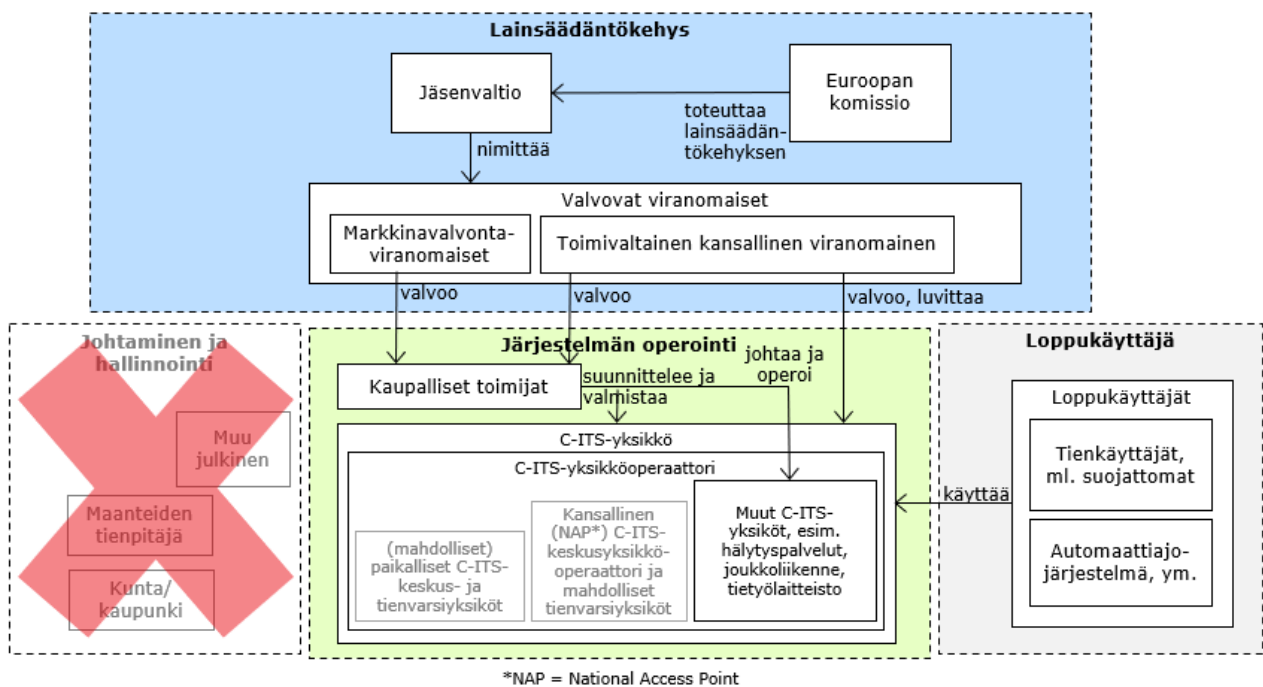 Lainsäädäntökehys
Jäsenvaltio
Euroopan
komissio
toteuttaa
lainsäädän-
tökehyksen
nimittää
Valvovat viranomaiset
Markkinavalvonta-
viranomaiset
Toimivaltainen kansallinen viranomainen
valvoo
valvoo
valvoo, luvittaa
Johtaminen ja
hallinnointi
Muu
julkinen
Maanteiden
tienpitäjä
Kunta/
kaupunki
Järjestelmän operointi
Kaupalliset toimijat
suunnittelee ja
valmistaa
johtaa ja
operoi
C-ITS-yksikkö
C-ITS-yksikköoperaattori
(mahdolliset)
paikalliset C-ITS-
keskus- ja
tienvarsiyksiköt
Kansallinen
(NAP*) C-ITS-
keskusyksikkö-
operaattori ja
mahdolliset
tienvarsiyksiköt
Muut C-ITS-
yksiköt, esim.
hälytyspalvelut,
joukkoliikenne,
tietyölaitteisto
käyttää
Loppukäyttäjä
Loppukäyttäjät
Tienkäyttäjät,
ml. suojattomat
Automaattiajo-
järjestelmä, ym.
*NAP = National Access Point